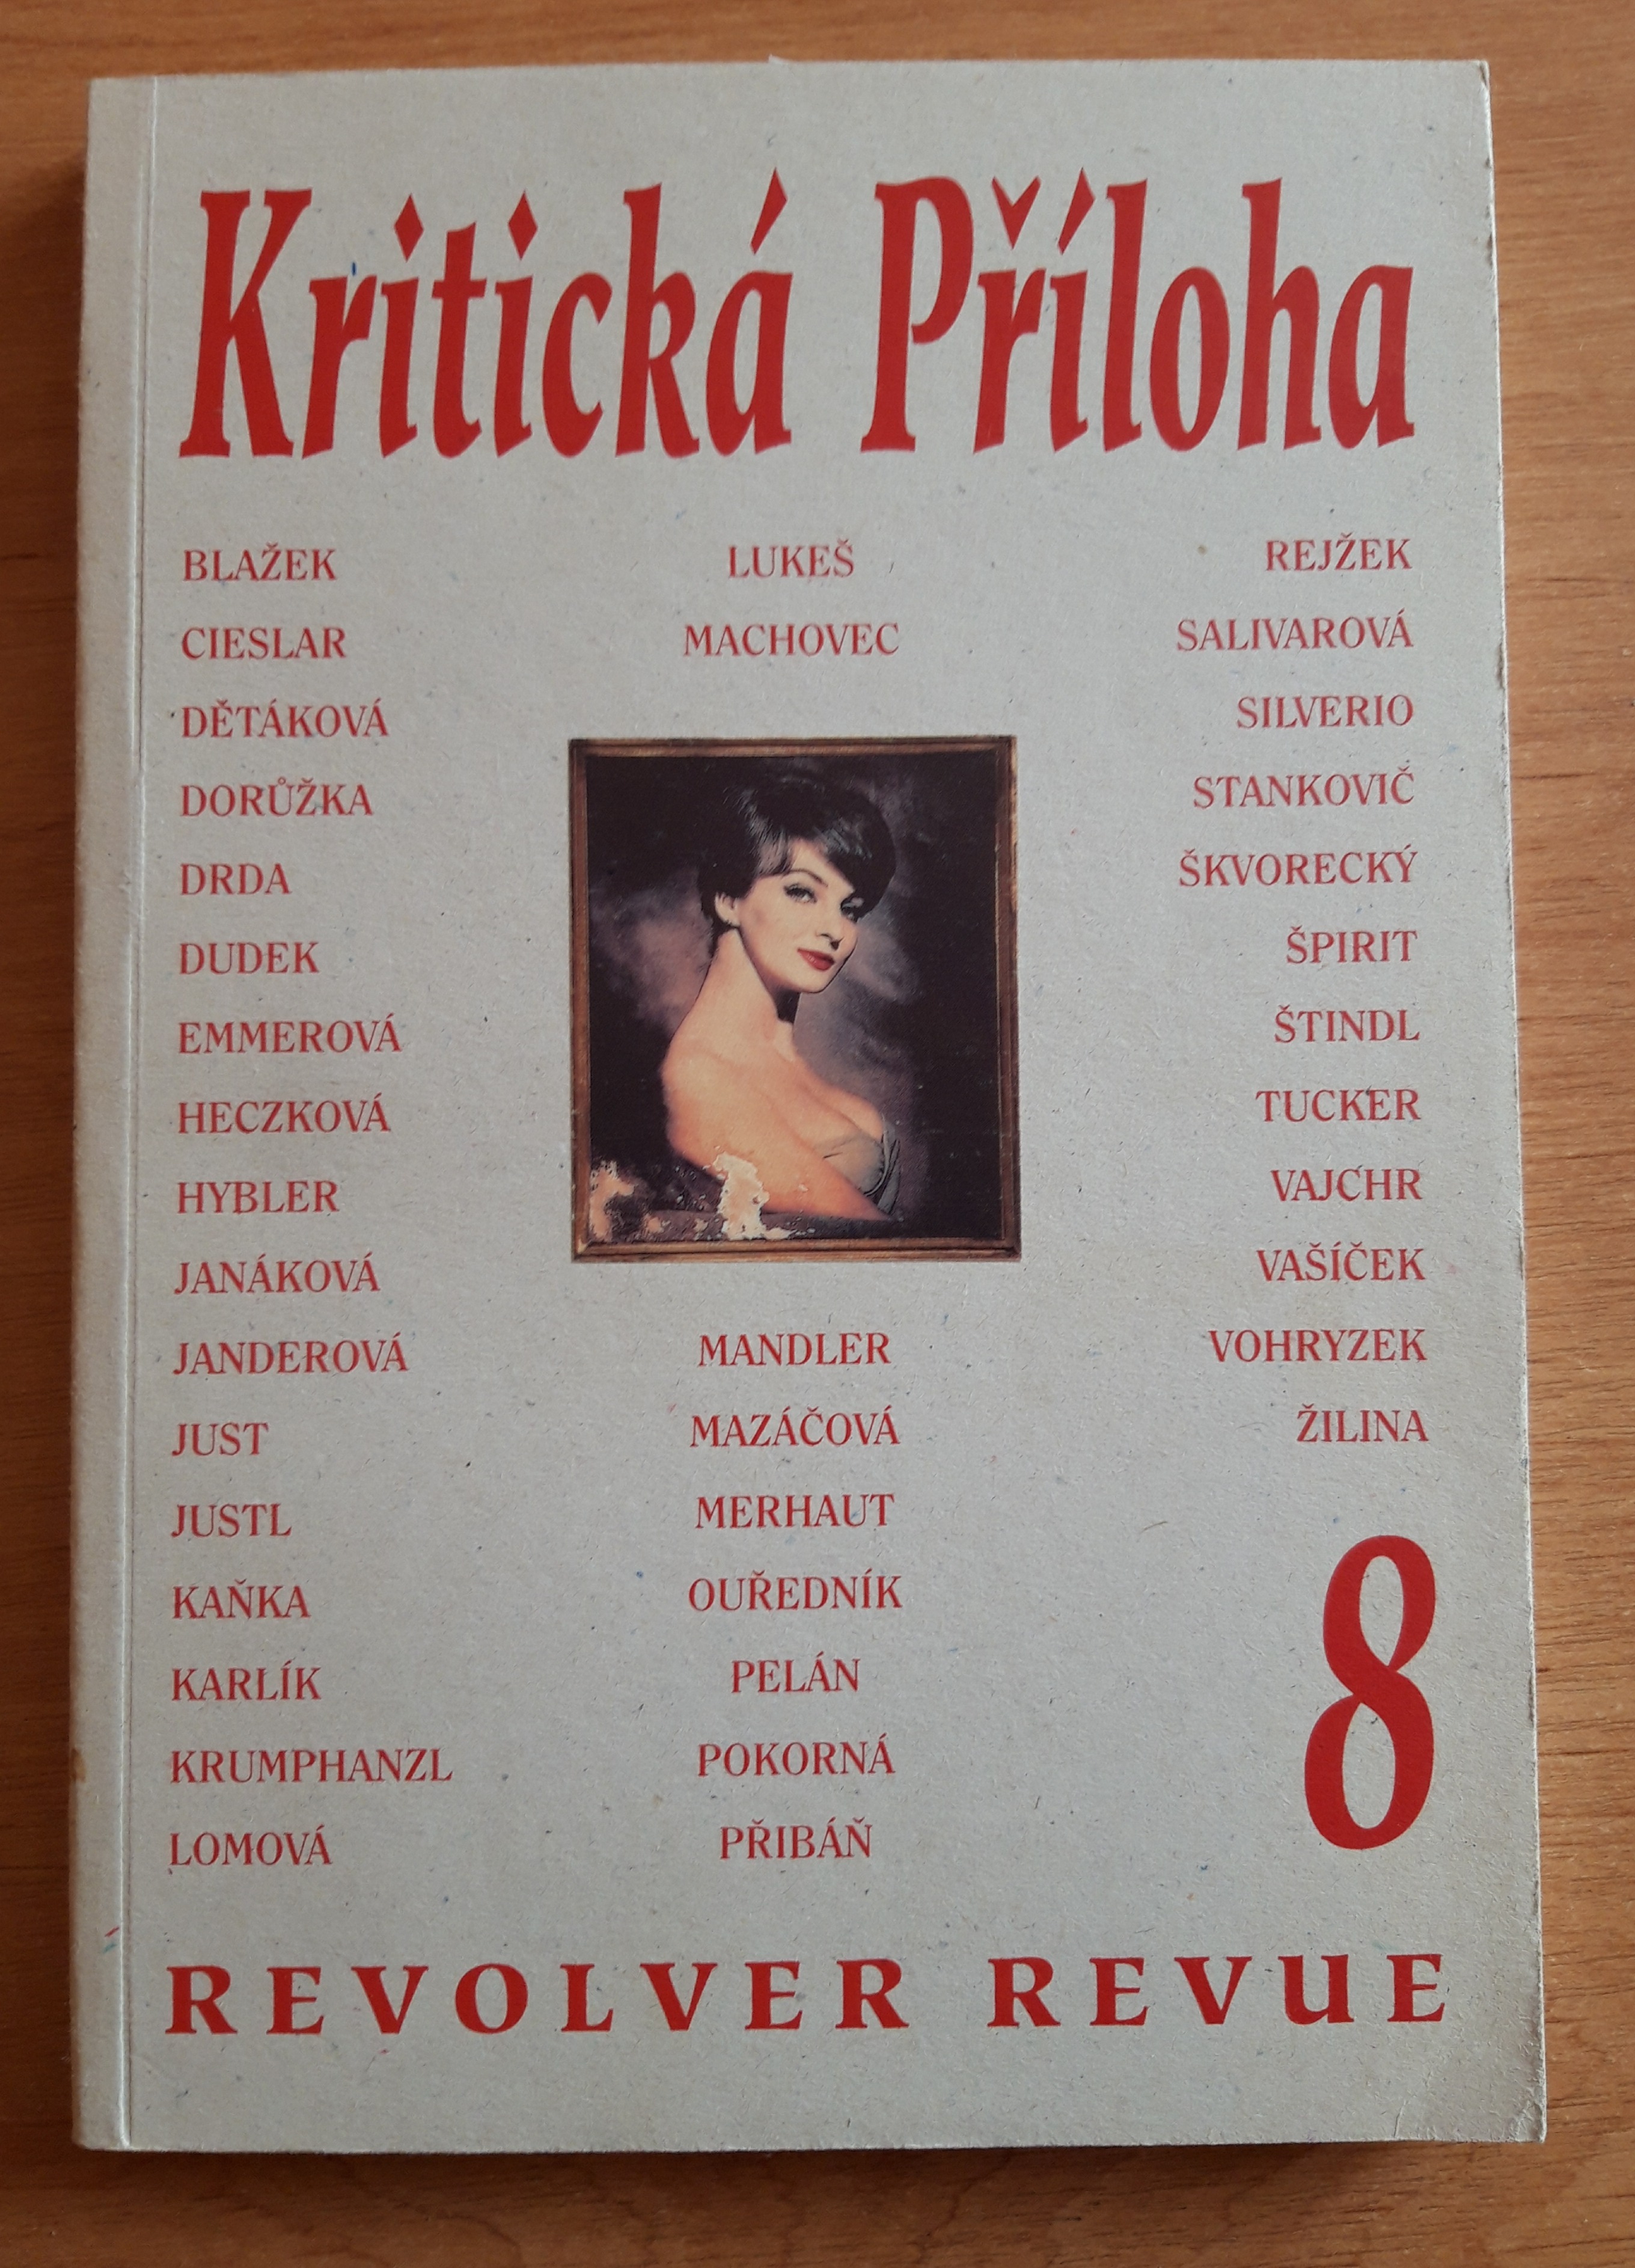 Kritická Příloha
BLAŽEK
CIESLAR
DĚTÁKOVÁ
DORŮŽKA
DRDA
DUDEK
EMMEROVÁ
HECZKOVÁ
HYBLER
JANÁKOVÁ
JANDEROVÁ
JUST
JUSTL
KAŇKA
KARLÍK
KRUMPHANZL
LOMOVÁ
LUKEŠ
MACHOVEC
MANDLER
MAZÁČOVÁ
MERHAUT
OUŘEDNÍK
PELÁN
POKORNÁ
PŘIBÁŇ
REJŽEK
SALIVAROVÁ
SILVERIO
STANKOVIČ
ŠKVORECKÝ
ŠPIRIT
ŠTINDL
TUCKER
VAJCHR
VAŠÍČEK
VOHRYZEK
ŽILINA
8
REVOLVER REVUE